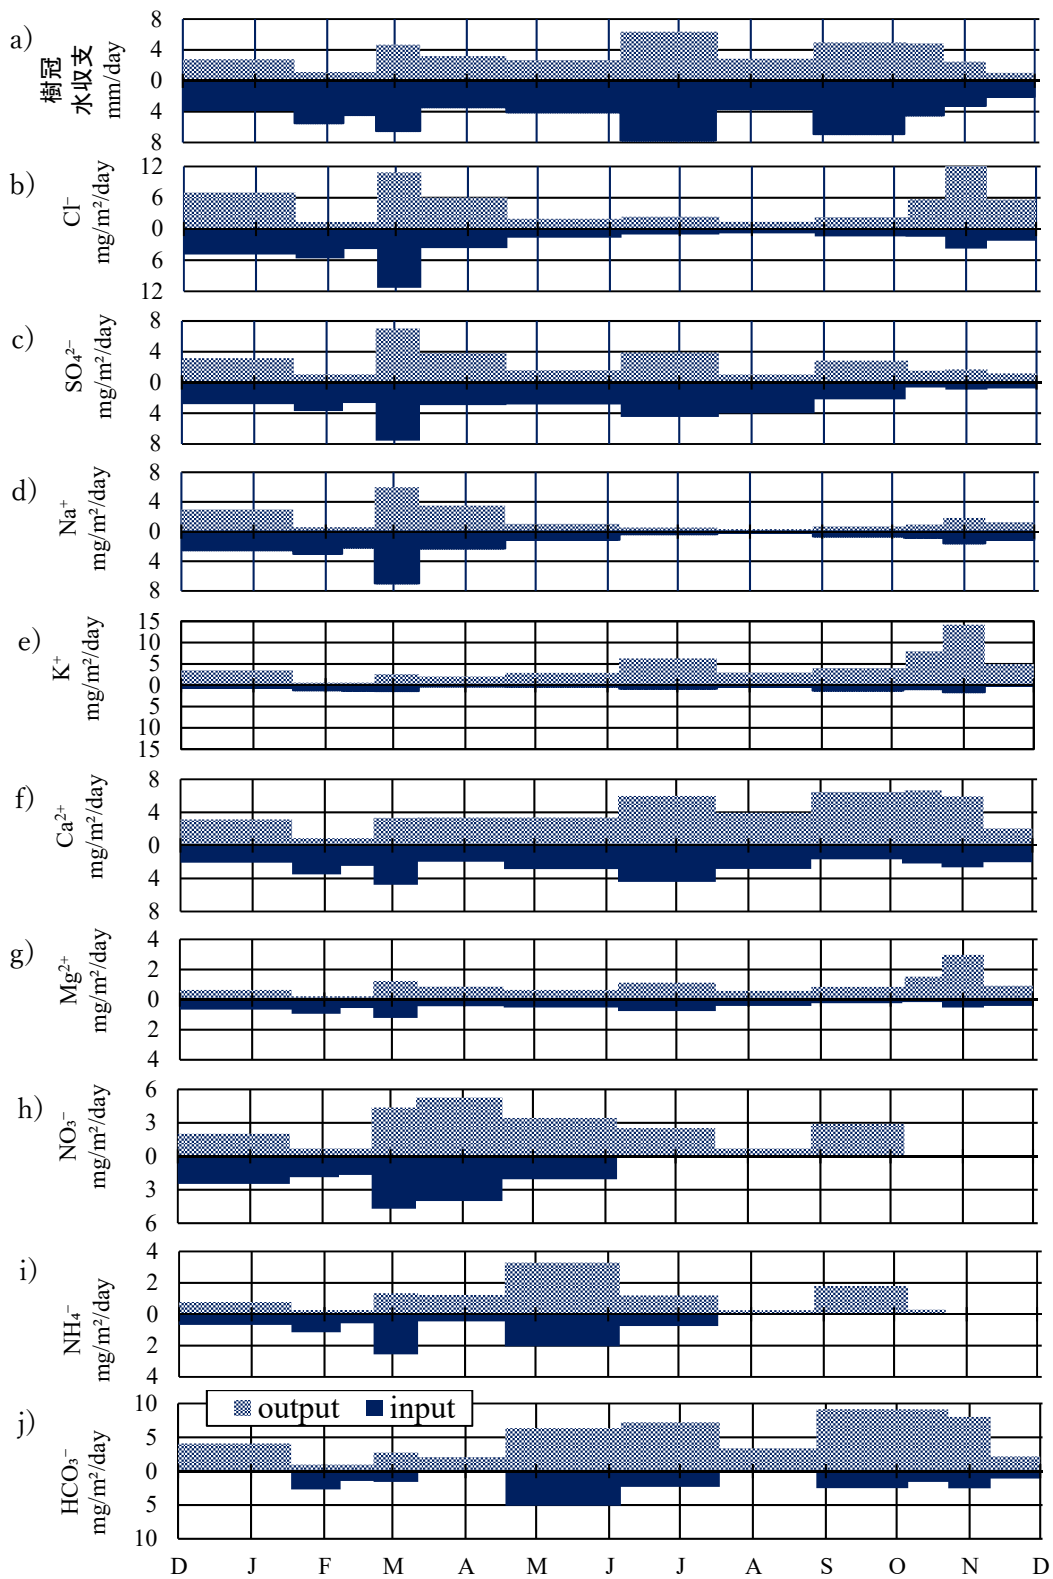 a)
樹冠
水収支
mm/day
8
4
0
4
8
b)
Cl⁻
mg/m²/day
12
6
0
6
12
c)
SO₄²⁻
mg/m²/day
8
4
0
4
8
d)
Na⁺
mg/m²/day
8
4
0
4
8
e)
K⁺
mg/m²/day
15
10
5
0
5
10
15
f)
Ca²⁺
mg/m²/day
8
4
0
4
8
g)
Mg²⁺
mg/m²/day
4
2
0
2
4
h)
NO₃⁻
mg/m²/day
6
3
0
3
6
i)
NH₄⁻
mg/m²/day
4
2
0
2
4
output input
j)
HCO₃⁻
mg/m²/day
10
5
0
5
10
D J F M A M J J A S O N D